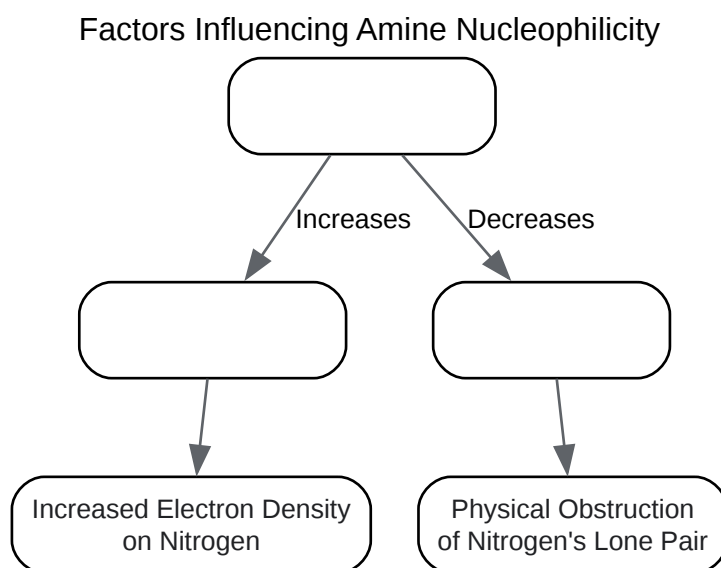 Factors Influencing Amine Nucleophilicity
Increases
Decreases
Increased Electron Density
on Nitrogen
Physical Obstruction
of Nitrogen's Lone Pair